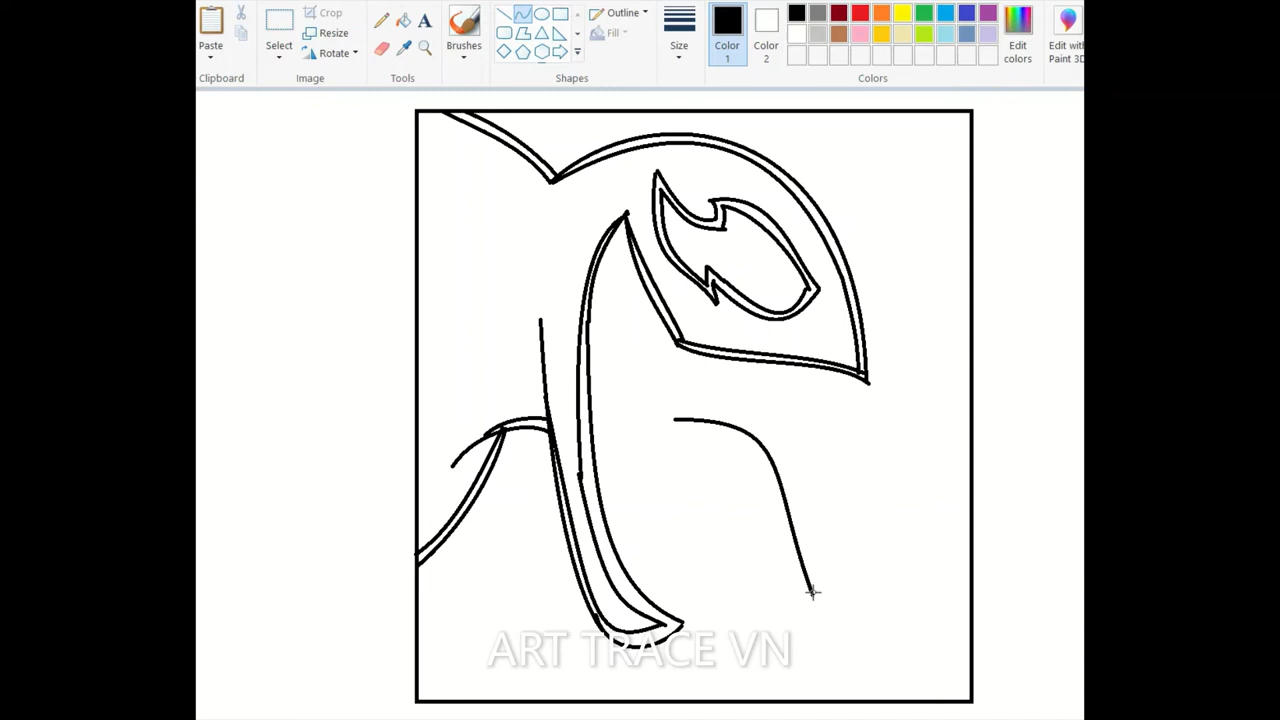 Paste
Select
Crop
Resize
Rotate
A
Brushes
Outline
Fill
Size
Color
1
Color
2
Edit
colors
Edit with
Paint 3D
Clipboard
Image
Tools
Shapes
Colors
ART TRACE VN